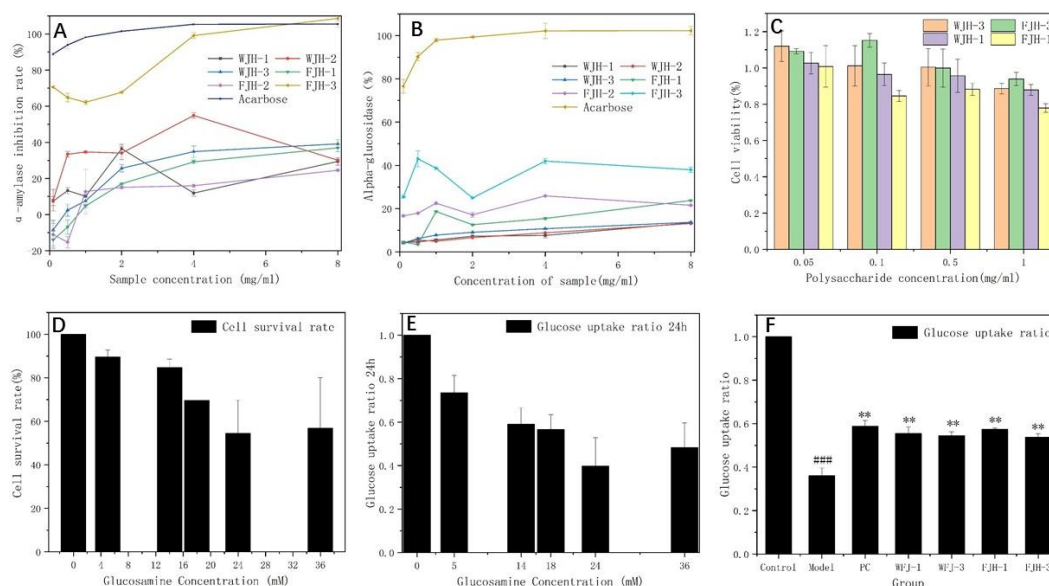 A
α-amylase inhibition rate (%)
100
80
60
40
20
0
20
WJH-1 WJH-2
WJH-3 FJH-1
FJH-2 FJH-3
Acarbose
0 2 4 6 8
Sample concentration (mg/ml)
B
Alpha-glucosidase (%)
100
80
60
40
20
0
WJH-1 WJH-2
WJH-3 FJH-1
FJH-2 FJH-3
Acarbose
0 2 4 6 8
Concentration of sample(mg/ml)
C
Cell viability(%)
1.2
1.0
0.8
0.6
0.4
0.2
0.0
WJH-3 FJH-3
WJH-1 FJH-1
0.05 0.1 0.5 1
Polysaccharide concentration(mg/ml)
D
Cell survival rate
Cell survival rate(%)
100
80
60
40
20
0
0 4 8 12 16 20 24 28 32 36
Glucosamine Concentration (mM)
E
Glucose uptake ratio 24h
Glucose uptake ratio 24h
1.0
0.8
0.6
0.4
0.2
0.0
0 5 14 18 24 36
Glucosamine Concentration (mM)
F
Glucose uptake ratio
Glucose uptake ratio
1.0
0.8
0.6
0.4
0.2
0.0
###
** ** ** ** **
Control Model PC WFJ-1 WFJ-3 FJH-1 FJH-3
Group